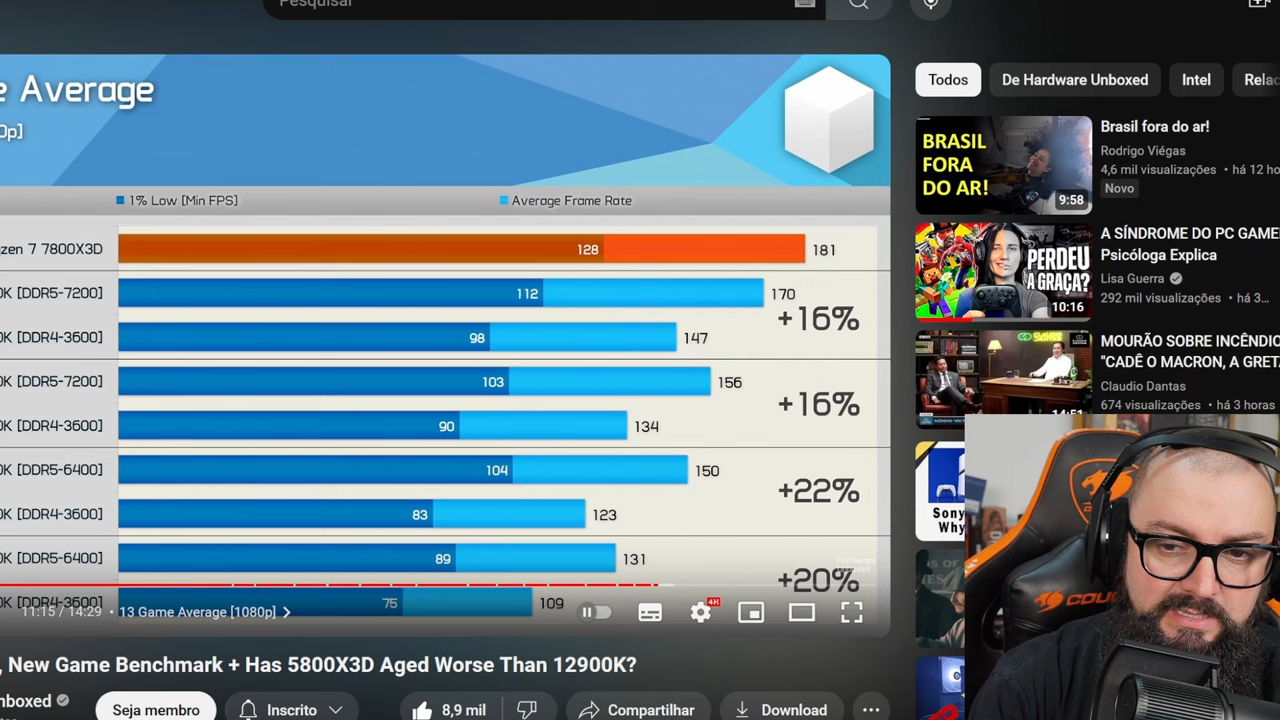 Pesquisar
e Average
0p]
1% Low [Min FPS]
Average Frame Rate
zen 7 7800X3D
128
181
0K [DDR5-7200]
112
170
+16%
0K [DDR4-3600]
98
147
0K [DDR5-7200]
103
156
+16%
0K [DDR4-3600]
90
134
0K [DDR5-6400]
104
150
+22%
0K [DDR4-3600]
83
123
0K [DDR5-6400]
89
131
+20%
0K [DDR4-3600]
75
109
Hardware
Unboxed
11:15 / 14:29 • 13 Game Average [1080p]
4K
, New Game Benchmark + Has 5800X3D Aged Worse Than 12900K?
nboxed
Seja membro
Inscrito
8,9 mil
Compartilhar
Download
Todos
De Hardware Unboxed
Intel
Rela
BRASIL
FORA
DO AR!
9:58
Brasil fora do ar!
Rodrigo Viégas
4,6 mil visualizações • há 12 ho
Novo
PERDEU
A GRAÇA?
10:16
A SÍNDROME DO PC GAME
Psicóloga Explica
Lisa Guerra
292 mil visualizações • há 3...
14:51
MOURÃO SOBRE INCÊNDIO
"CADÊ O MACRON, A GRET
Claudio Dantas
674 visualizações • há 3 horas
Sony
Why
COUG